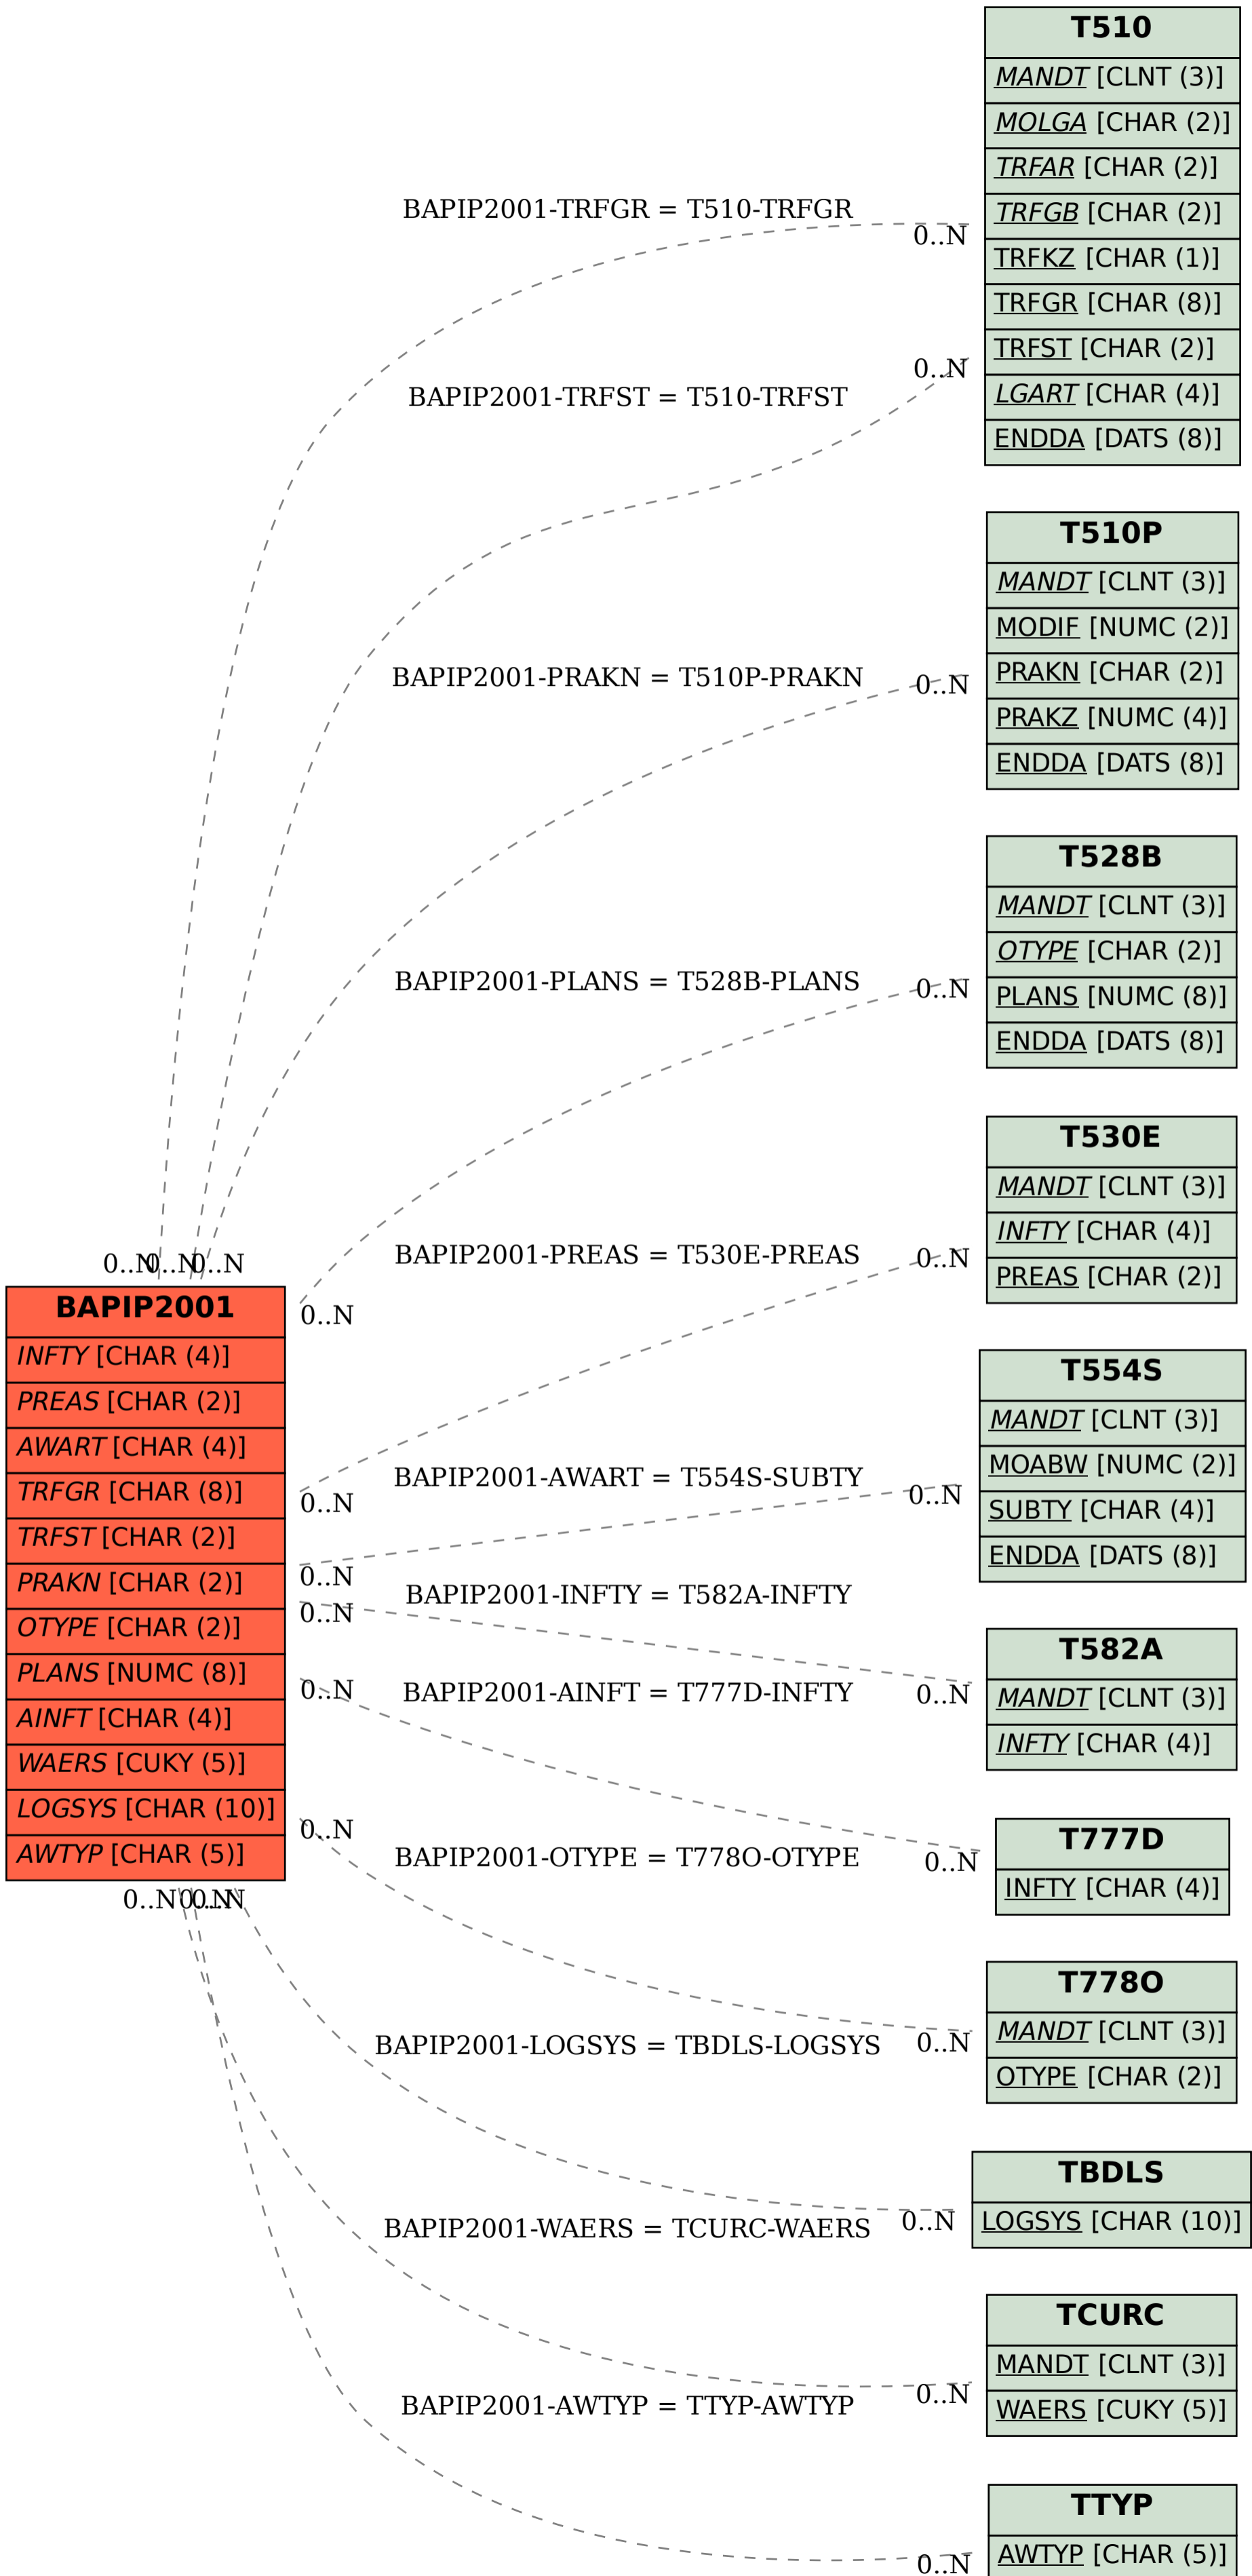 T510
MANDT [CLNT (3)]
MOLGA [CHAR (2)]
TRFAR [CHAR (2)]
TRFGB [CHAR (2)]
TRFKZ [CHAR (1)]
TRFGR [CHAR (8)]
TRFST [CHAR (2)]
LGART [CHAR (4)]
ENDDA [DATS (8)]
BAPIP2001-TRFGR = T510-TRFGR
0..N
0..N
BAPIP2001-TRFST = T510-TRFST
T510P
MANDT [CLNT (3)]
MODIF [NUMC (2)]
PRAKN [CHAR (2)]
PRAKZ [NUMC (4)]
ENDDA [DATS (8)]
BAPIP2001-PRAKN = T510P-PRAKN
0..N
T528B
MANDT [CLNT (3)]
OTYPE [CHAR (2)]
PLANS [NUMC (8)]
ENDDA [DATS (8)]
BAPIP2001-PLANS = T528B-PLANS
0..N
T530E
MANDT [CLNT (3)]
INFTY [CHAR (4)]
PREAS [CHAR (2)]
BAPIP2001-PREAS = T530E-PREAS
0..N
0..N
0..N
0..N
0..N
BAPIP2001
INFTY [CHAR (4)]
PREAS [CHAR (2)]
AWART [CHAR (4)]
TRFGR [CHAR (8)]
TRFST [CHAR (2)]
PRAKN [CHAR (2)]
OTYPE [CHAR (2)]
PLANS [NUMC (8)]
AINFT [CHAR (4)]
WAERS [CUKY (5)]
LOGSYS [CHAR (10)]
AWTYP [CHAR (5)]
0..N
0..N
0..N
0..N
0..N
0..N
0..N
0..N
T554S
MANDT [CLNT (3)]
MOABW [NUMC (2)]
SUBTY [CHAR (4)]
ENDDA [DATS (8)]
BAPIP2001-AWART = T554S-SUBTY
0..N
BAPIP2001-INFTY = T582A-INFTY
T582A
MANDT [CLNT (3)]
INFTY [CHAR (4)]
0..N
BAPIP2001-AINFT = T777D-INFTY
T777D
INFTY [CHAR (4)]
0..N
BAPIP2001-OTYPE = T778O-OTYPE
T778O
MANDT [CLNT (3)]
OTYPE [CHAR (2)]
0..N
BAPIP2001-LOGSYS = TBDLS-LOGSYS
TBDLS
LOGSYS [CHAR (10)]
0..N
BAPIP2001-WAERS = TCURC-WAERS
TCURC
MANDT [CLNT (3)]
WAERS [CUKY (5)]
0..N
BAPIP2001-AWTYP = TTYP-AWTYP
TTYP
AWTYP [CHAR (5)]
0..N